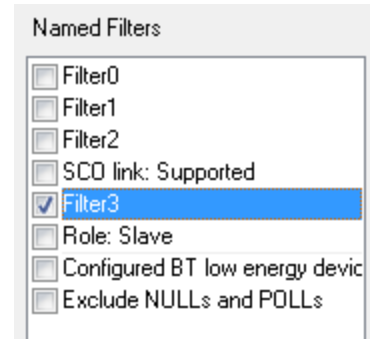 Named Filters
Filter0
Filter1
Filter2
SCO link: Supported
Filter3
Role: Slave
Configured BT low energy devic
Exclude NULLs and POLLs